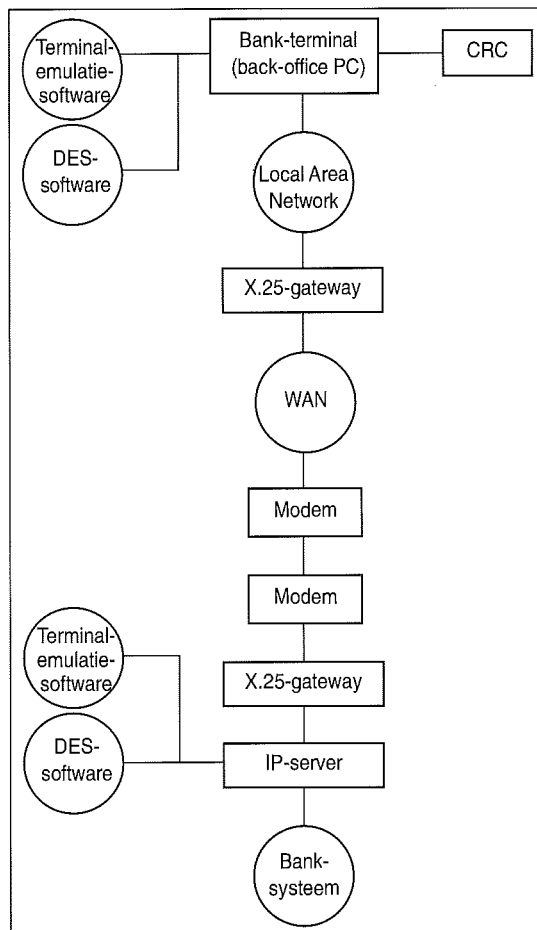 Terminal-
emulatie-
software
Bank-terminal
(back-office PC)
CRC
DES-
software
Local Area
Network
X.25-gateway
WAN
Modem
Modem
Terminal-
emulatie-
software
X.25-gateway
DES-
software
IP-server
Bank-
systeem